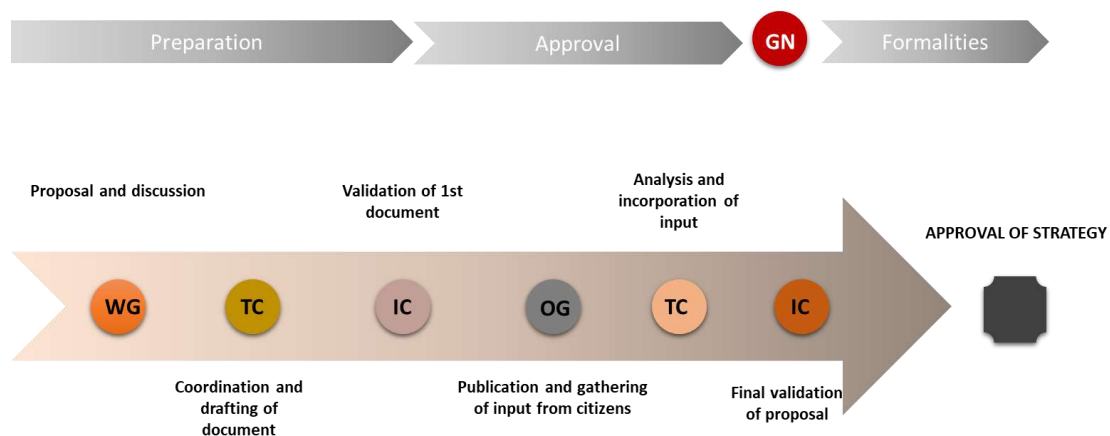 Preparation
Approval
GN
Formalities
Proposal and discussion
Validation of 1st
document
Analysis and
incorporation of
input
APPROVAL OF STRATEGY
WG
TC
IC
OG
TC
IC
Coordination and
drafting of
document
Publication and gathering
of input from citizens
Final validation
of proposal